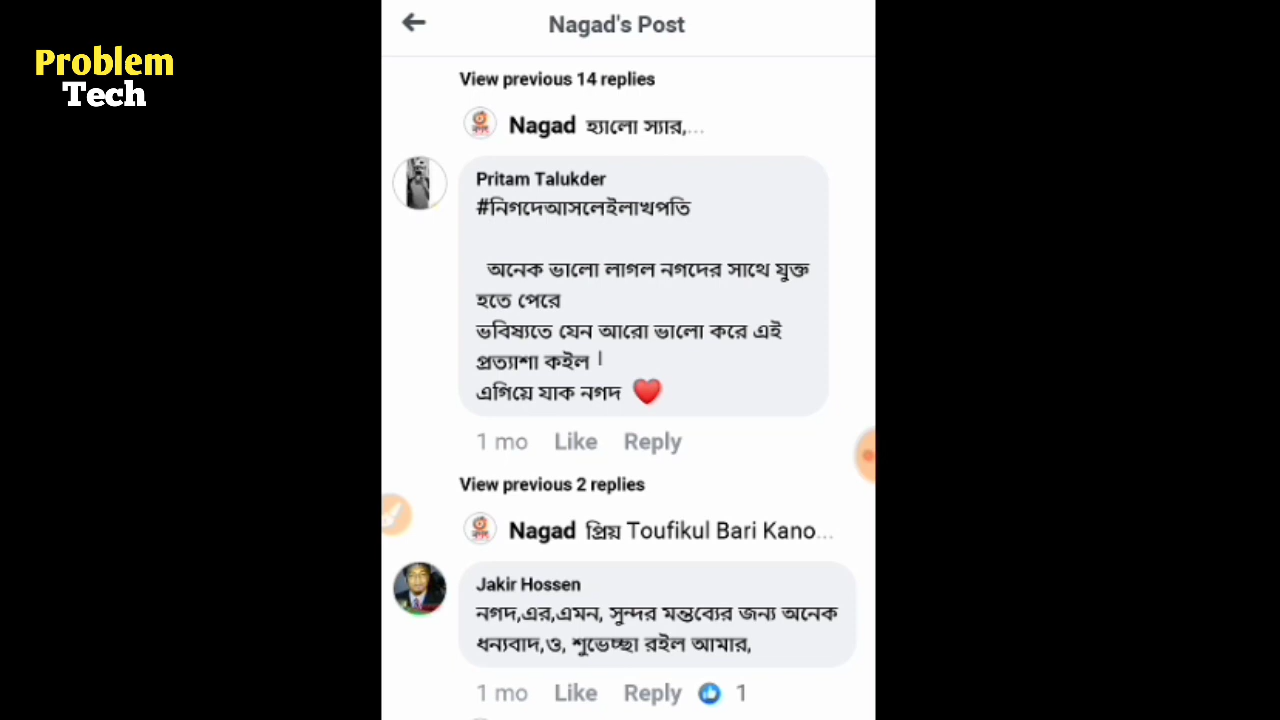 Problem
Tech
Nagad's Post
View previous 14 replies
Nagad হ্যালো স্যার,...
Pritam Talukder
#নিগদেআসলেইলাখপতি
অনেক ভালো লাগল নগদের সাথে যুক্ত
হতে পেরে
ভবিষ্যতে যেন আরো ভালো করে এই
প্রত্যাশা কইল |
এগিয়ে যাক নগদ ❤️
1 mo Like Reply
View previous 2 replies
Nagad প্রিয় Toufikul Bari Kano...
Jakir Hossen
নগদ,এর,এমন, সুন্দর মন্তব্যের জন্য অনেক
ধন্যবাদ,ও, শুভেচ্ছা রইল আমার,
1 mo Like Reply 1